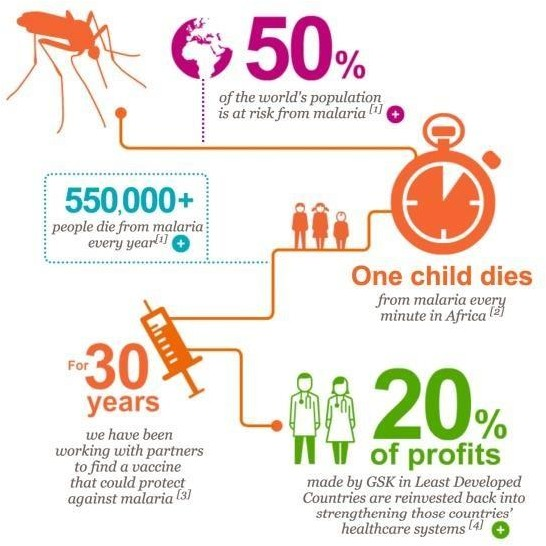 50%
of the world's population
is at risk from malaria [1] +
550,000+
people die from malaria
every year[1] +
One child dies
from malaria every
minute in Africa [2]
For 30
years
we have been
working with partners
to find a vaccine
that could protect
against malaria [3]
20%
of profits
made by GSK in Least Developed
Countries are reinvested back into
strengthening those countries'
healthcare systems [4] +